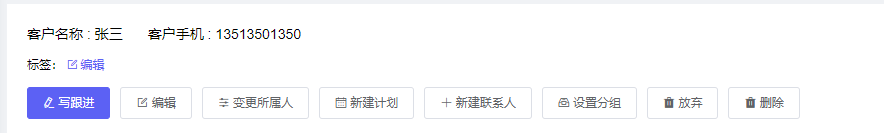 客户名称 : 张三 客户手机 : 13513501350
标签： 编辑
写跟进 编辑 变更所属人 新建计划 新建联系人 设置分组 放弃 删除